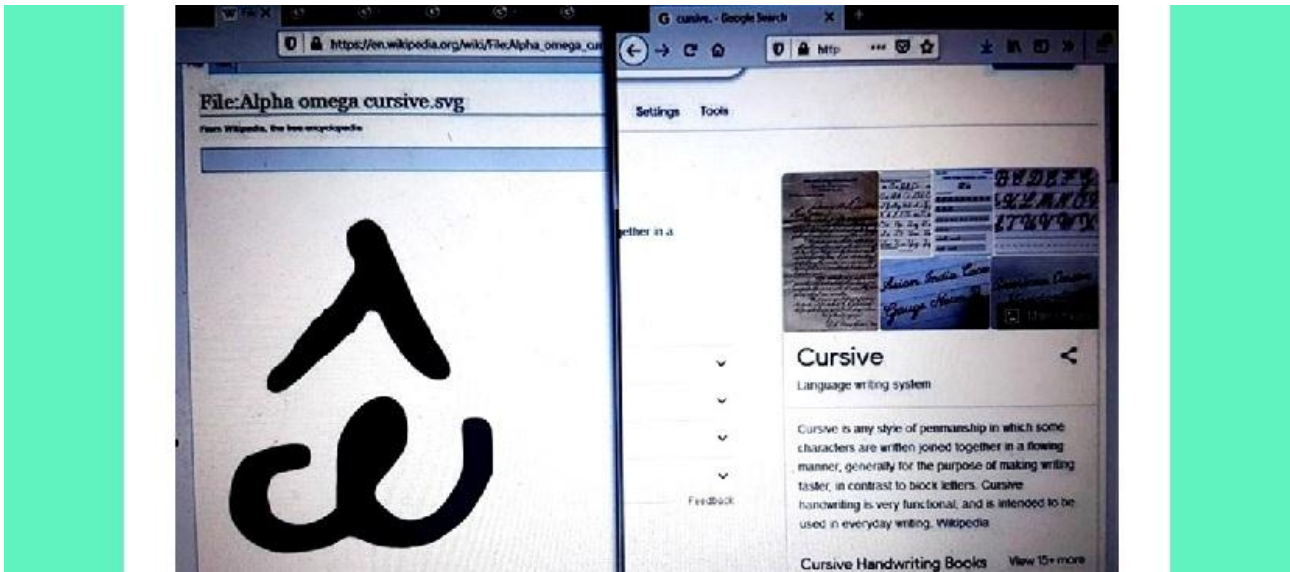 https://en.wikipedia.org/wiki/File:Alpha_omega_cur
File:Alpha omega cursive.svg
From Wikipedia, the free encyclopedia
G cursive. - Google Search
http
Settings Tools
gether in a
Feedback
Asian India
Gauge
Cursive
Language writing system
Cursive is any style of penmanship in which some
characters are written joined together in a flowing
manner, generally for the purpose of making writing
faster, in contrast to block letters. Cursive
handwriting is very functional, and is intended to be
used in everyday writing. Wikipedia
Cursive Handwriting Books View 15+ more